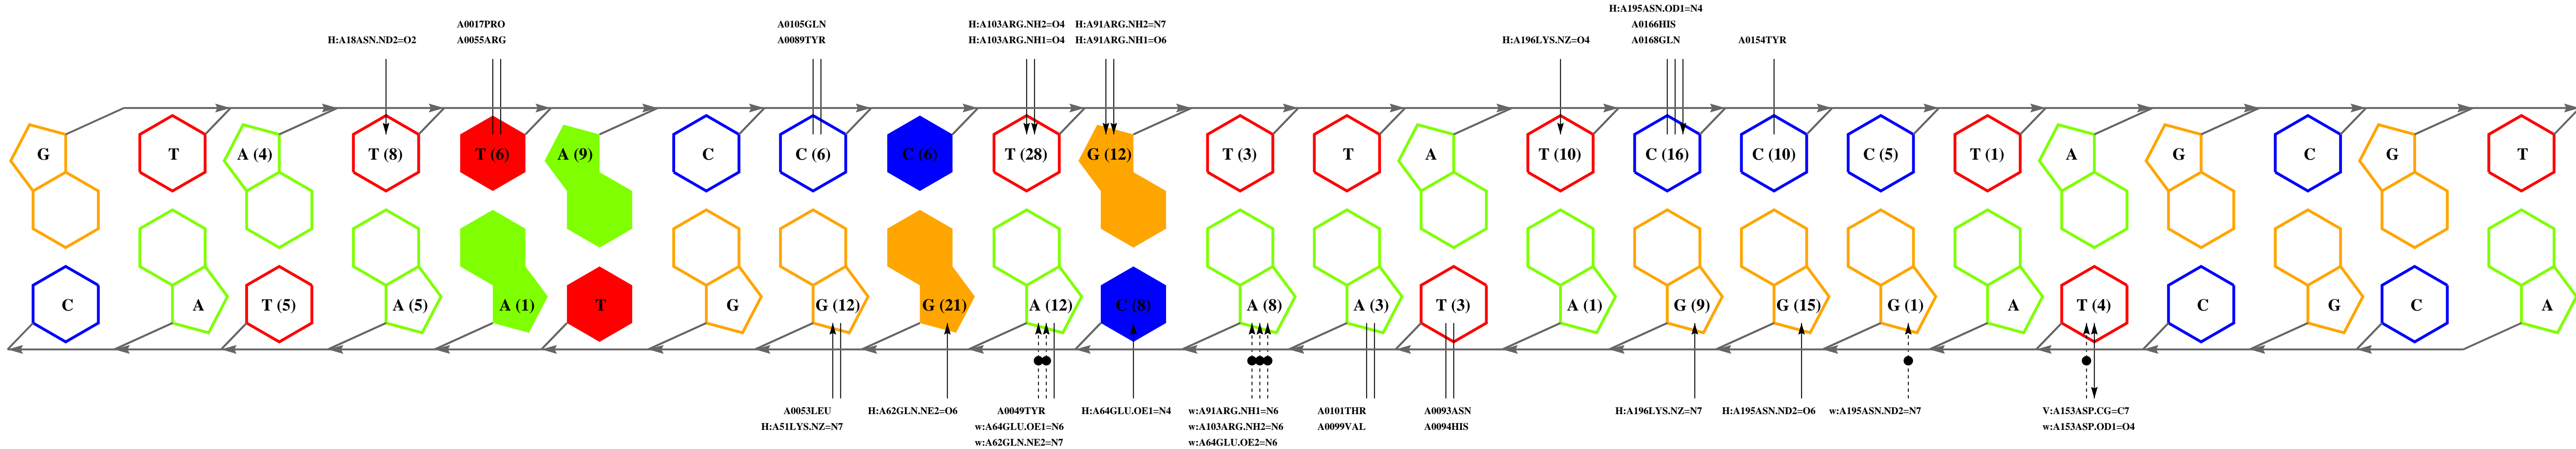 H:A195ASN.OD1=N4
A0017PRO A0105GLN H:A103ARG.NH2=O4 H:A91ARG.NH2=N7 A0166HIS
H:A18ASN.ND2=O2 A0055ARG A0089TYR H:A103ARG.NH1=O4 H:A91ARG.NH1=O6 H:A196LYS.NZ=O4 A0168GLN A0154TYR
G T A (4) T (8) T (6) A (9) C C (6) C (6) T (28) G (12) T (3) T A T (10) C (16) C (10) C (5) T (1) A G C G T
C A T (5) A (5) A (1) T G G (12) G (21) A (12) C (8) A (8) A (3) T (3) A (1) G (9) G (15) G (1) A T (4) C G C A
A0053LEU H:A62GLN.NE2=O6 A0049TYR H:A64GLU.OE1=N4 w:A91ARG.NH1=N6 A0101THR A0093ASN H:A196LYS.NZ=N7 H:A195ASN.ND2=O6 w:A195ASN.ND2=N7 V:A153ASP.CG=C7
H:A51LYS.NZ=N7 w:A64GLU.OE1=N6 w:A103ARG.NH2=N6 A0099VAL A0094HIS w:A153ASP.OD1=O4
w:A62GLN.NE2=N7 w:A64GLU.OE2=N6